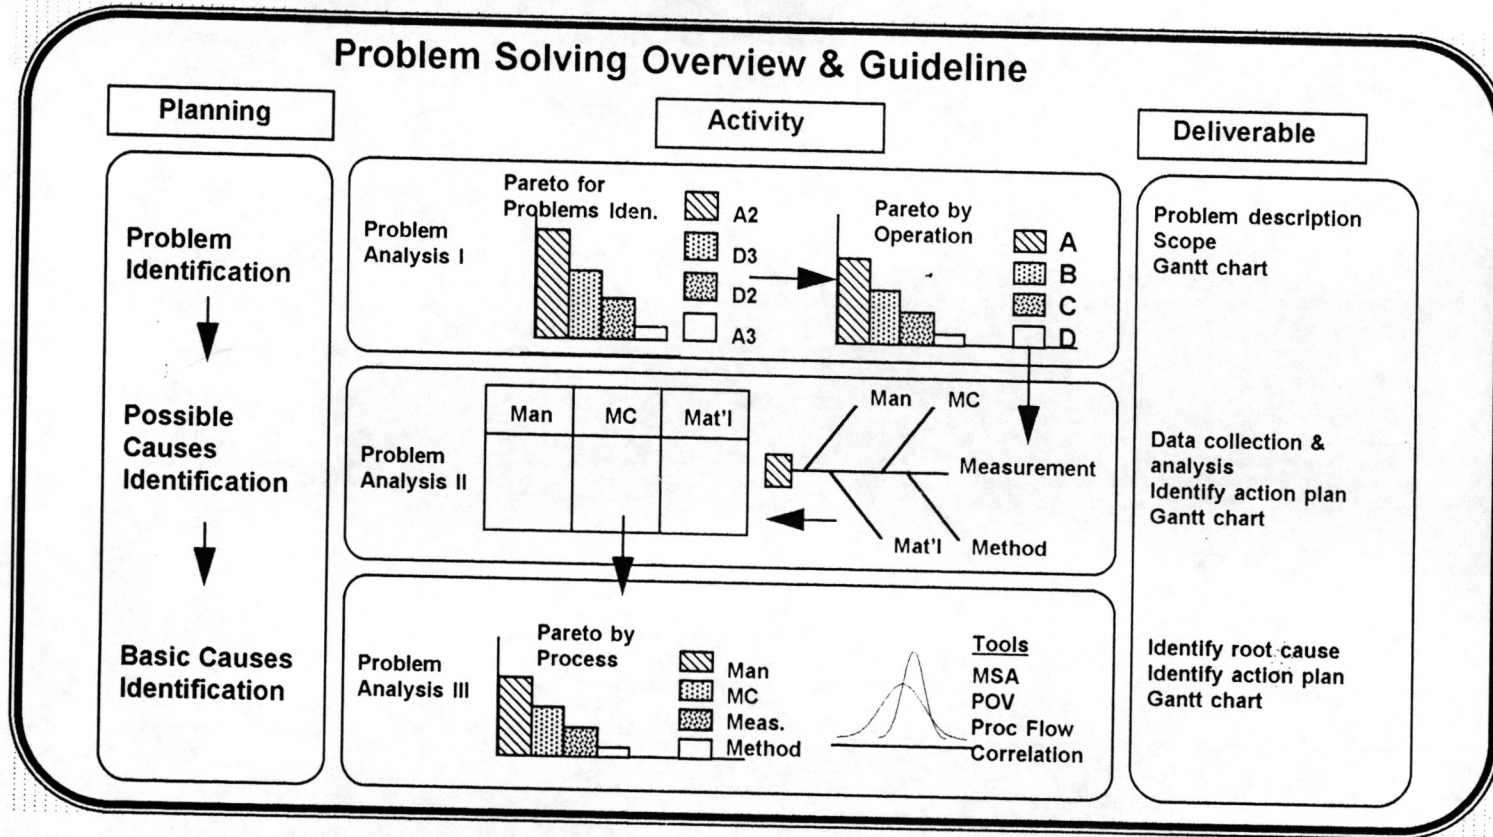 Problem Solving Overview & Guideline
Planning
Activity
Deliverable
Problem
Identification
Possible
Causes
Identification
Basic Causes
Identification
Problem
Analysis I
Pareto for
Problems Iden.
A2
D3
D2
A3
Pareto by
Operation
A
B
C
D
Problem description
Scope
Gantt chart
Problem
Analysis II
Man
MC
Mat'l
Man
MC
Measurement
Mat'l
Method
Data collection &
analysis
Identify action plan
Gantt chart
Problem
Analysis III
Pareto by
Process
Man
MC
Meas.
Method
Tools
MSA
POV
Proc Flow
Correlation
Identify root cause
Identify action plan
Gantt chart